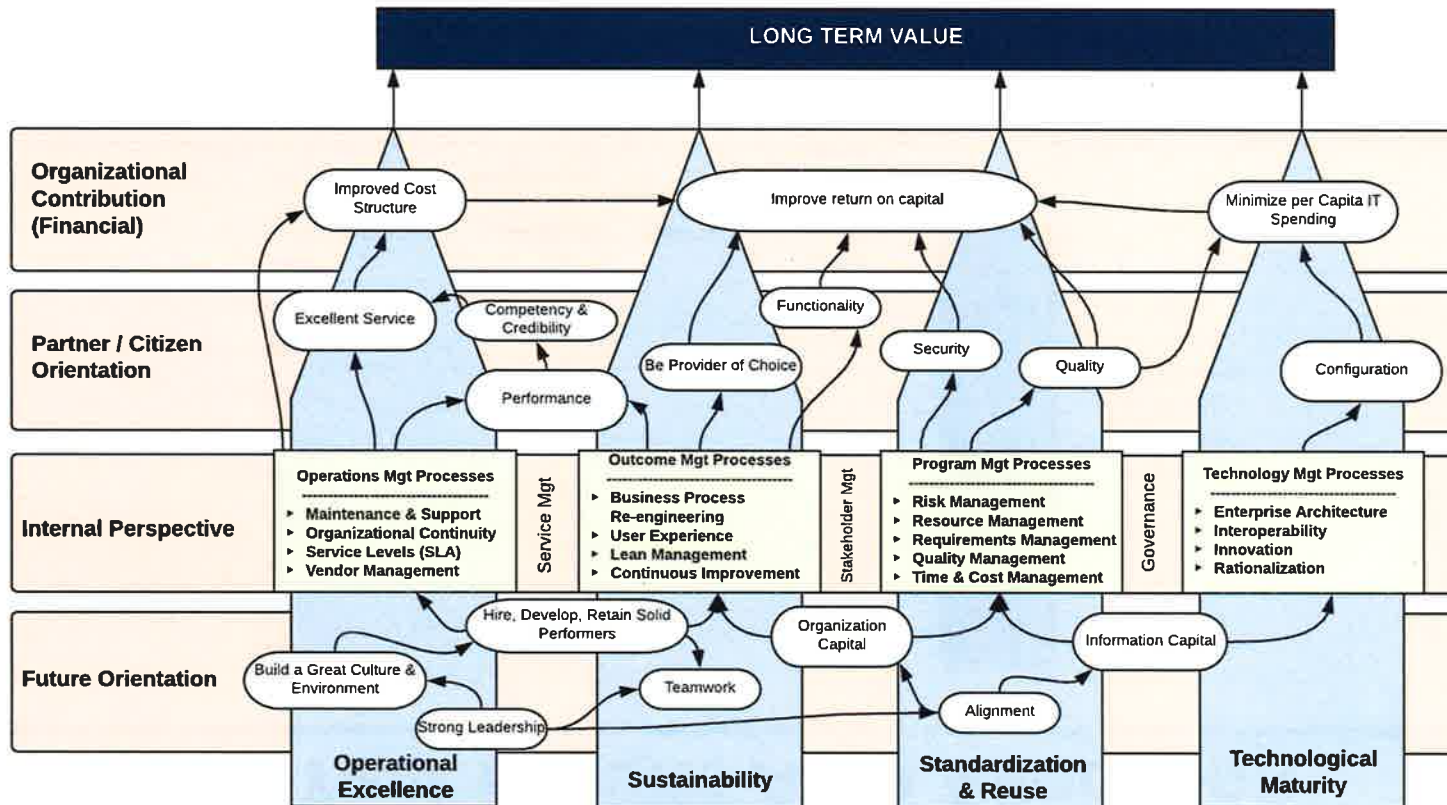 LONG TERM VALUE
Organizational
Contribution
(Financial)
Improved Cost
Structure
Improve return on capital
Minimize per Capita IT
Spending
Partner / Citizen
Orientation
Excellent Service
Competency &
Credibility
Performance
Be Provider of Choice
Functionality
Security
Quality
Configuration
Internal Perspective
Operations Mgt Processes
Maintenance & Support
Organizational Continuity
Service Levels (SLA)
Vendor Management
Service Mgt
Outcome Mgt Processes
Business Process
Re-engineering
User Experience
Lean Management
Continuous Improvement
Stakeholder Mgt
Program Mgt Processes
Risk Management
Resource Management
Requirements Management
Quality Management
Time & Cost Management
Governance
Technology Mgt Processes
Enterprise Architecture
Interoperability
Innovation
Rationalization
Future Orientation
Hire, Develop, Retain Solid
Performers
Build a Great Culture &
Environment
Strong Leadership
Teamwork
Organization
Capital
Alignment
Information Capital
Operational
Excellence
Sustainability
Standardization
& Reuse
Technological
Maturity